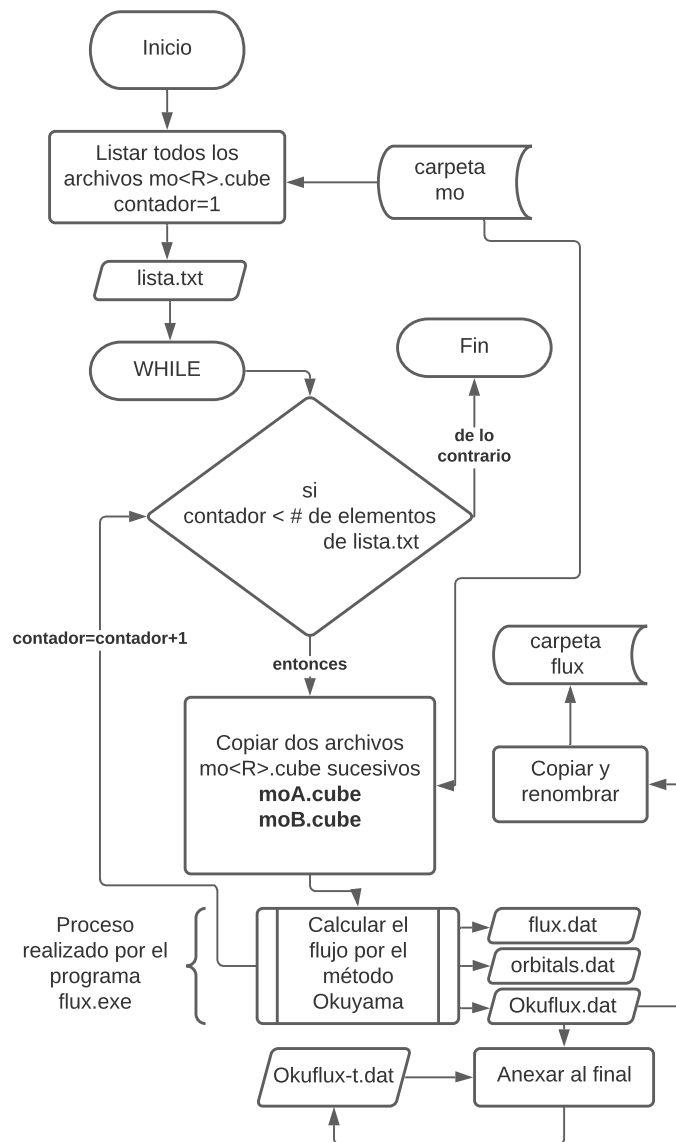 Inicio
Listar todos los
archivos mo<R>.cube
contador=1
carpeta
mo
lista.txt
WHILE
Fin
de lo
contrario
si
contador < # de elementos
de lista.txt
contador=contador+1
entonces
carpeta
flux
Copiar dos archivos
mo<R>.cube sucesivos
moA.cube
moB.cube
Copiar y
renombrar
Proceso
realizado por el
programa
flux.exe
Calcular el
flujo por el
método
Okuyama
flux.dat
orbitals.dat
Okuflux.dat
Okuflux-t.dat
Anexar al final